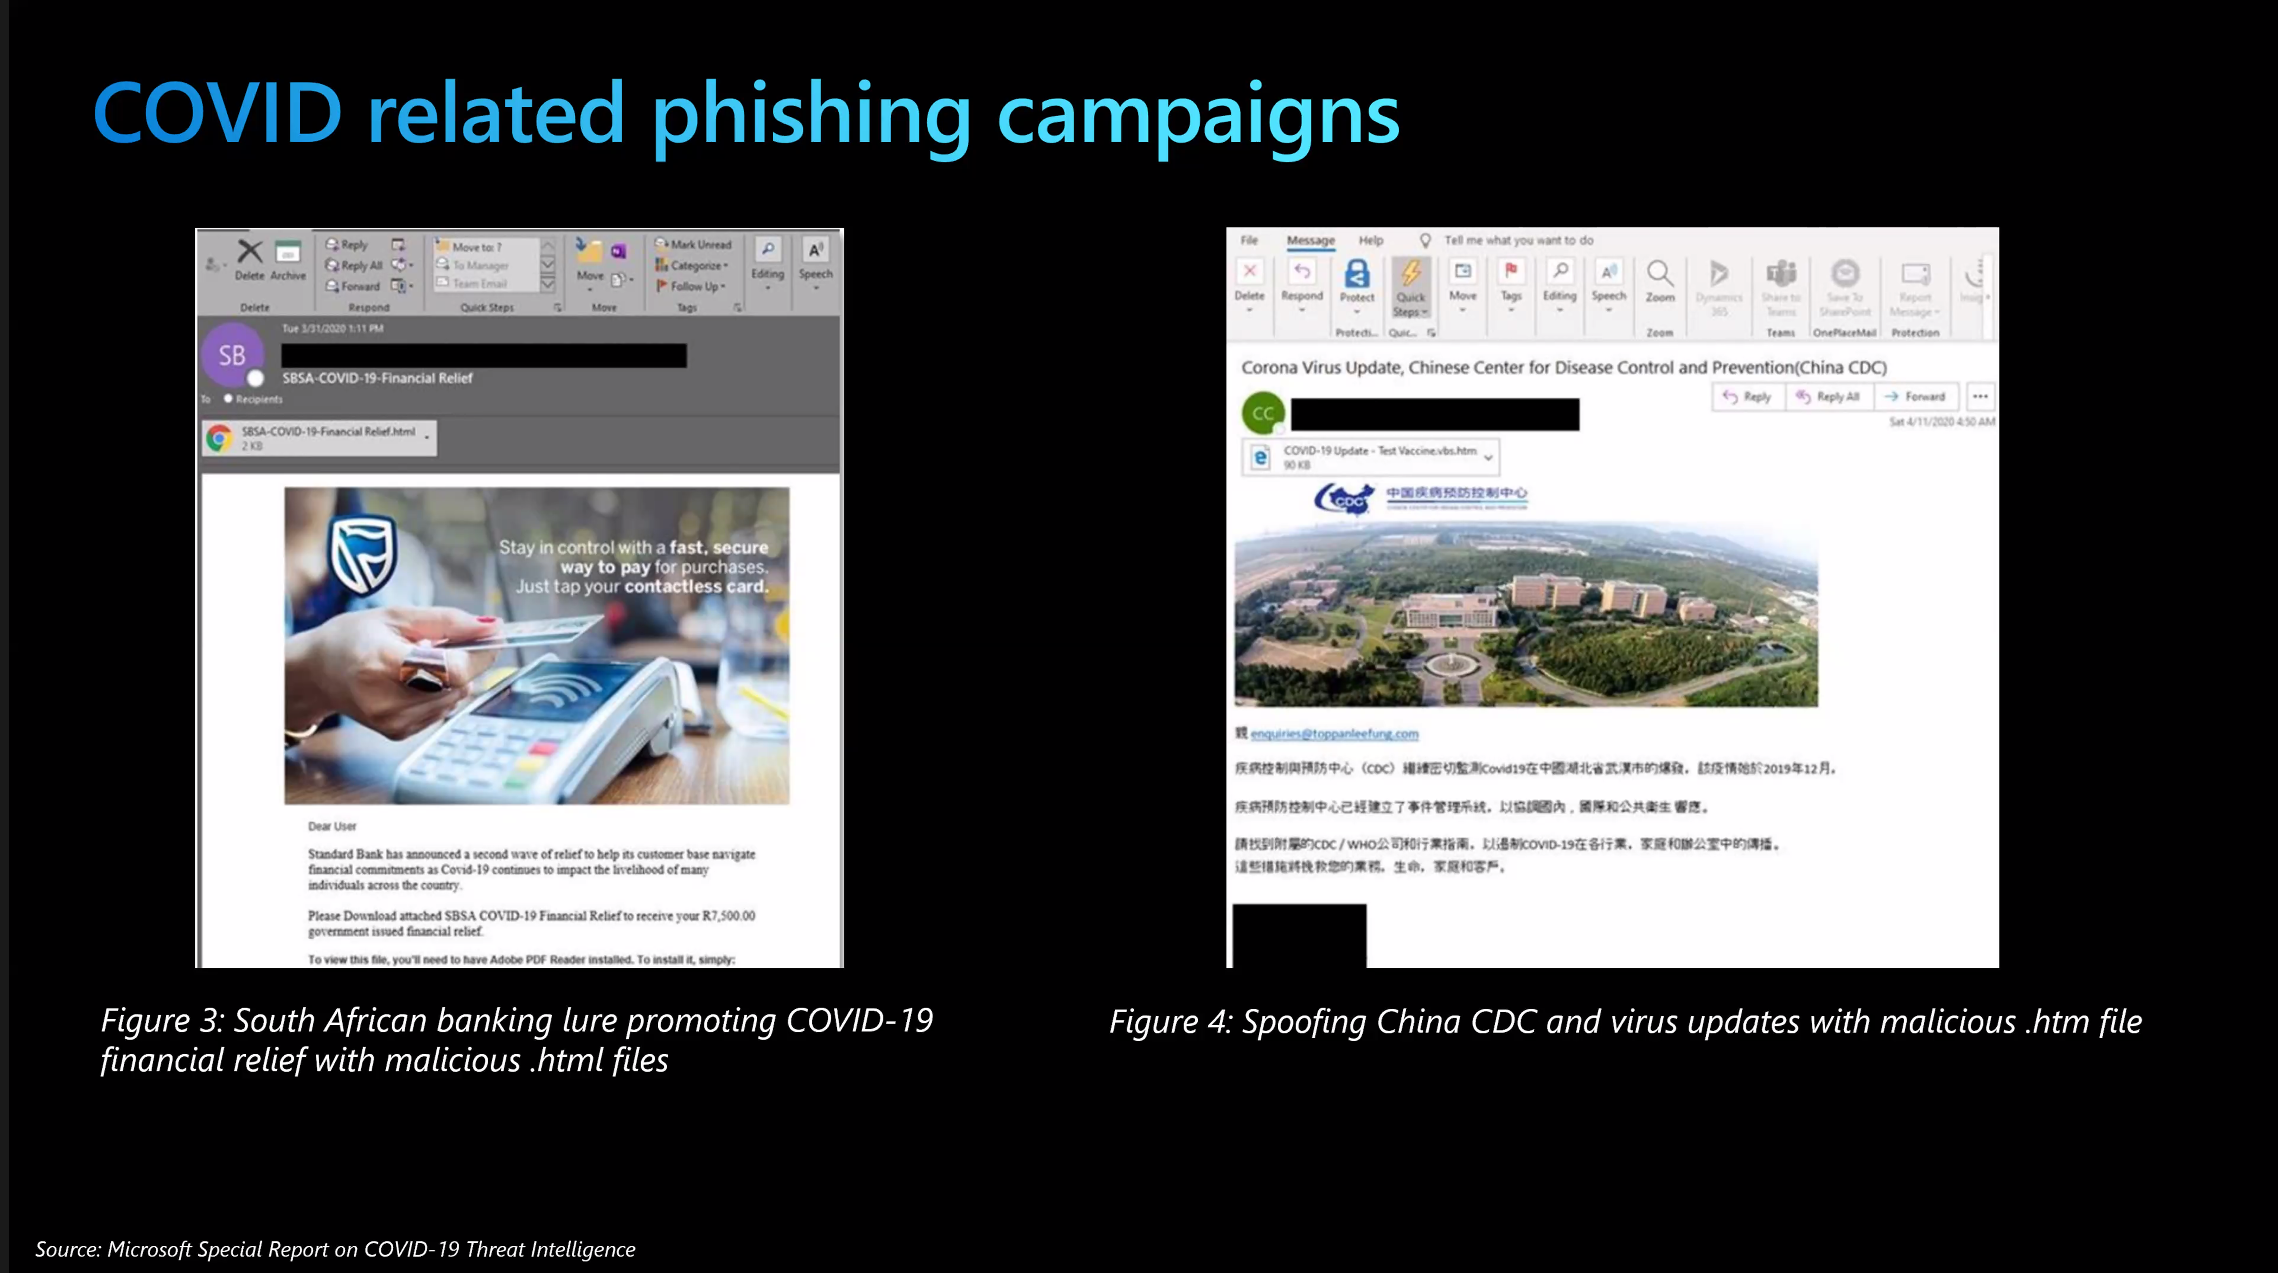 COVID related phishing campaigns
Delete
Archive
Reply
Reply All
Forward
Move to: ?
To Manager
Team Email
Move
Mark Unread
Categorize
Follow Up
Editing
Speech
Delete
Respond
Quick Steps
Move
Tags
Tue 3/31/2020 1:11 PM
SB
SBSA-COVID-19-Financial Relief
To Recipients
SBSA-COVID-19-Financial Relief.html
2 KB
Stay in control with a fast, secure
way to pay for purchases.
Just tap your contactless card.
Dear User
Standard Bank has announced a second wave of relief to help its customer base navigate
financial commitments as Covid-19 continues to impact the livelihood of many
individuals across the country.
Please Download attached SBSA COVID-19 Financial Relief to receive your R7,500.00
government issued financial relief.
To view this file, you'll need to have Adobe PDF Reader installed. To install it, simply:
Figure 3: South African banking lure promoting COVID-19
financial relief with malicious .html files
File Message Help Tell me what you want to do
Delete
Respond
Protect
Quick
Steps
Move
Tags
Editing
Speech
Zoom
Dynamics
365
Share to
Teams
Save To
SharePoint
Report
Message
Protecti...
Quic...
Zoom
Teams
OnePlaceMail
Protection
Corona Virus Update, Chinese Center for Disease Control and Prevention(China CDC)
CC
Reply Reply All Forward ...
Sat 4/11/2020 4:50 AM
COVID-19 Update - Test Vaccine.vbs.htm
90 KB
CDC 中国疾病预防控制中心
enquiries@toppanleefung.com
疾病控制與預防中心（CDC）繼續密切監測Covid19在中國湖北省武漢市的爆發，該疫情始於2019年12月。
疾病預防控制中心已經建立了事件管理系統，以協調國內，國際和公共衛生 響應。
請找到附屬的CDC / WHO公司和行業指南，以遏制COVID-19在各行業，家庭和辦公室中的傳播。
這些措施將挽救您的業務，生命，家庭和客戶。
Figure 4: Spoofing China CDC and virus updates with malicious .htm file
Source: Microsoft Special Report on COVID-19 Threat Intelligence